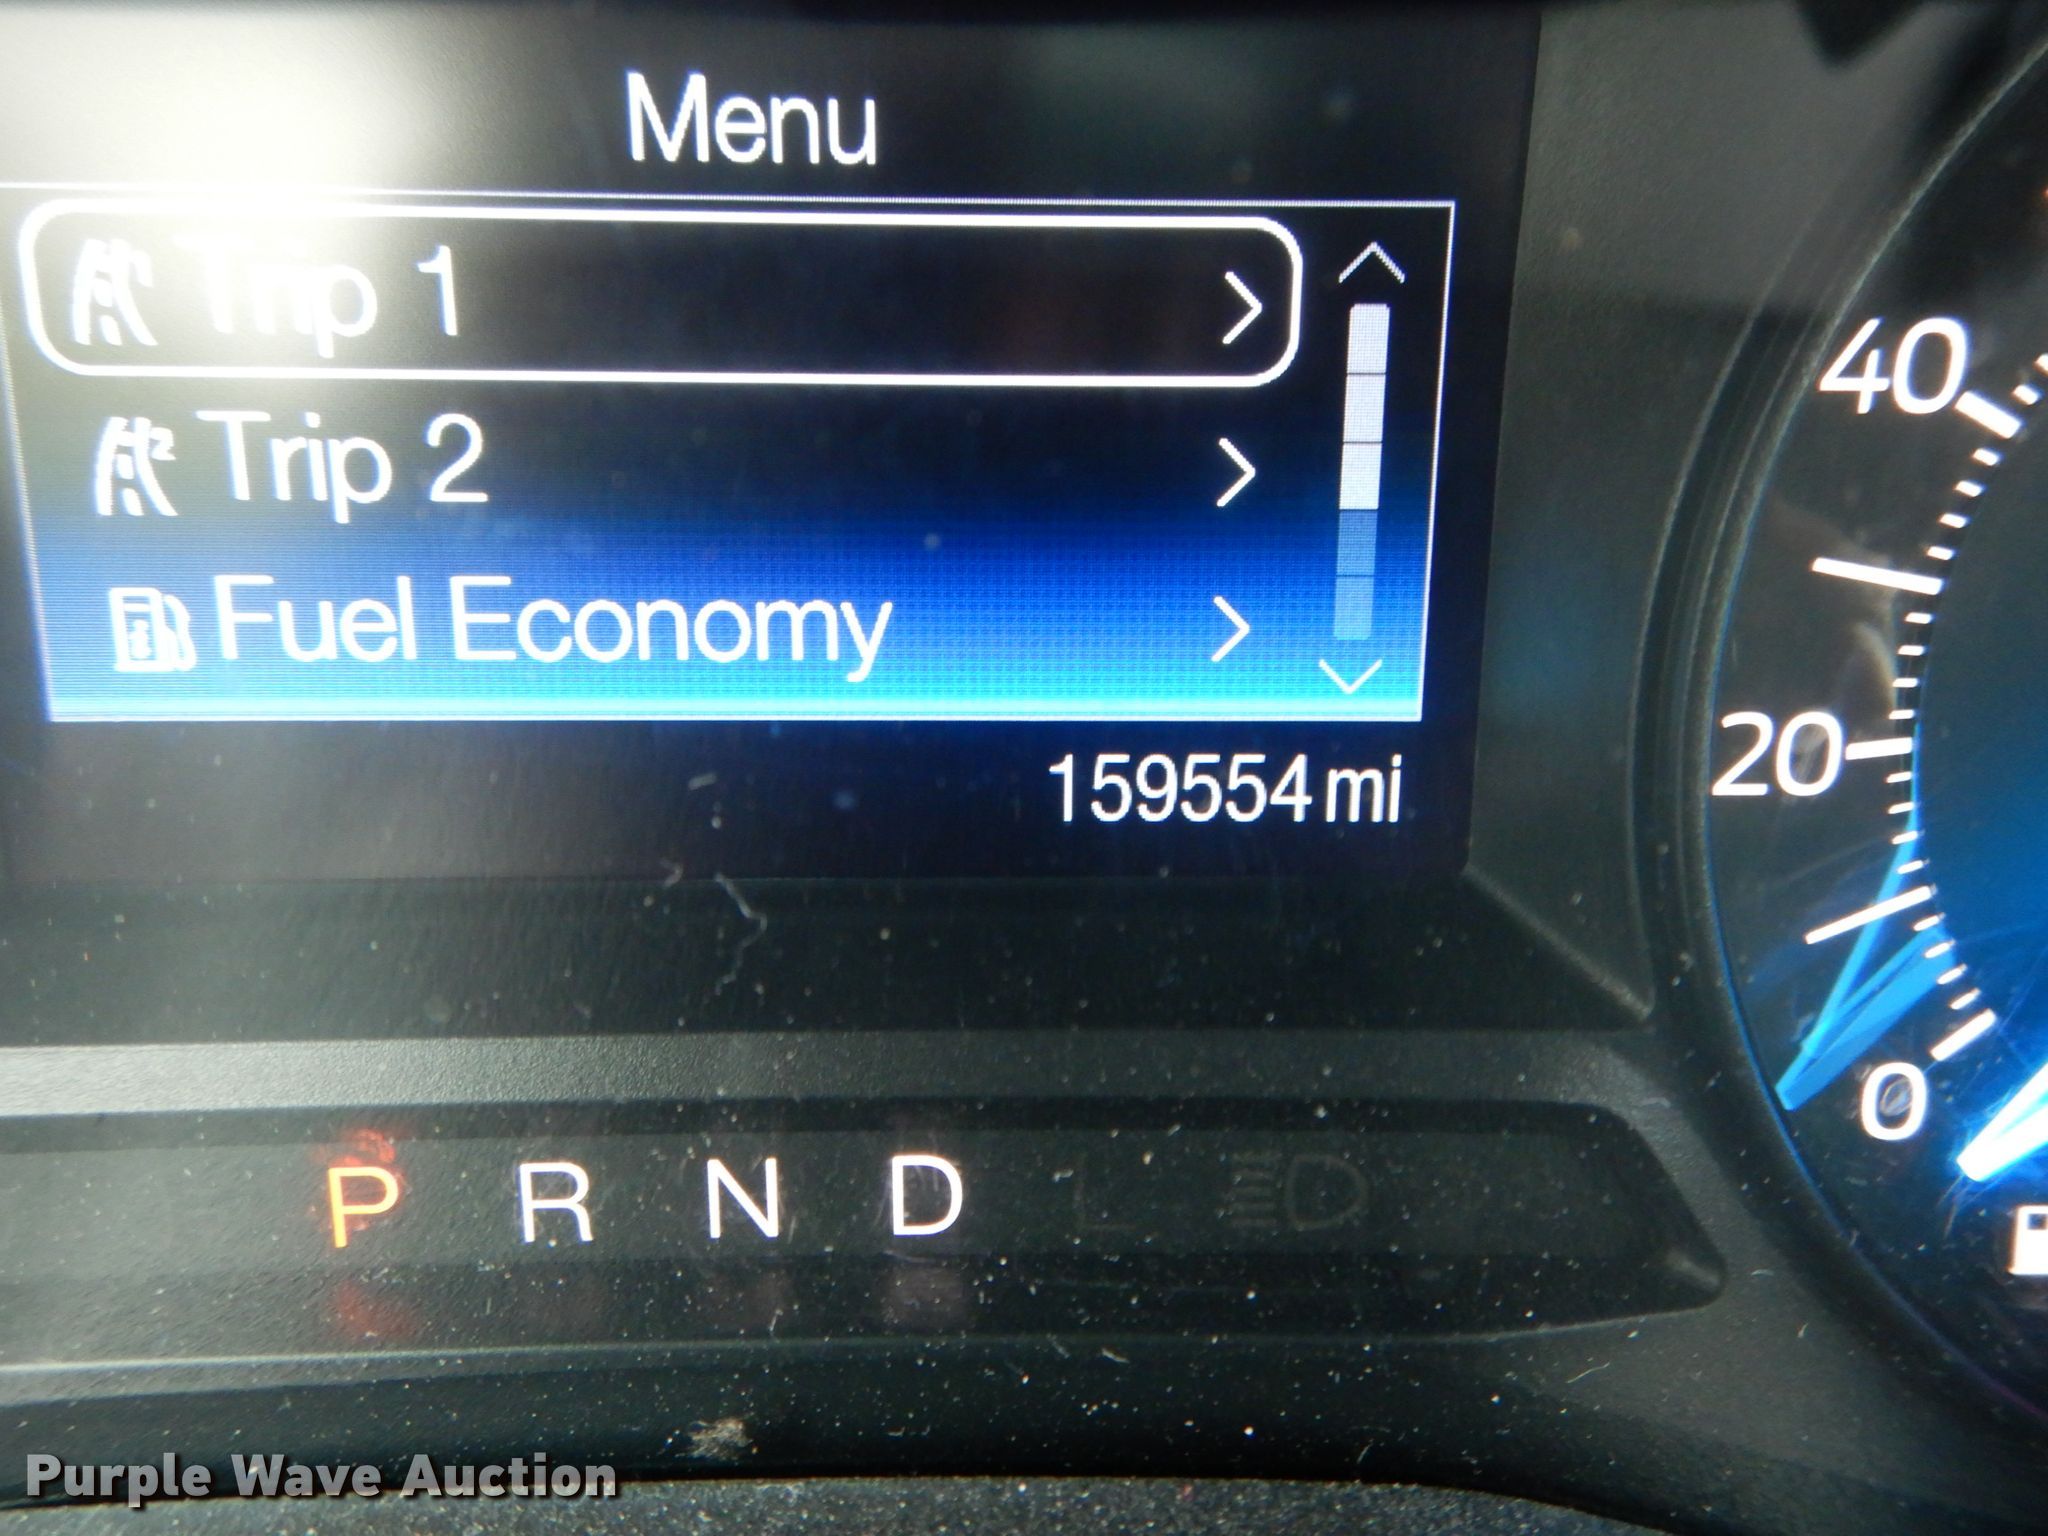 Menu
Trip 1
Trip 2
Fuel Economy
159554 mi
40
20
0
P R N D L
Purple Wave Auction